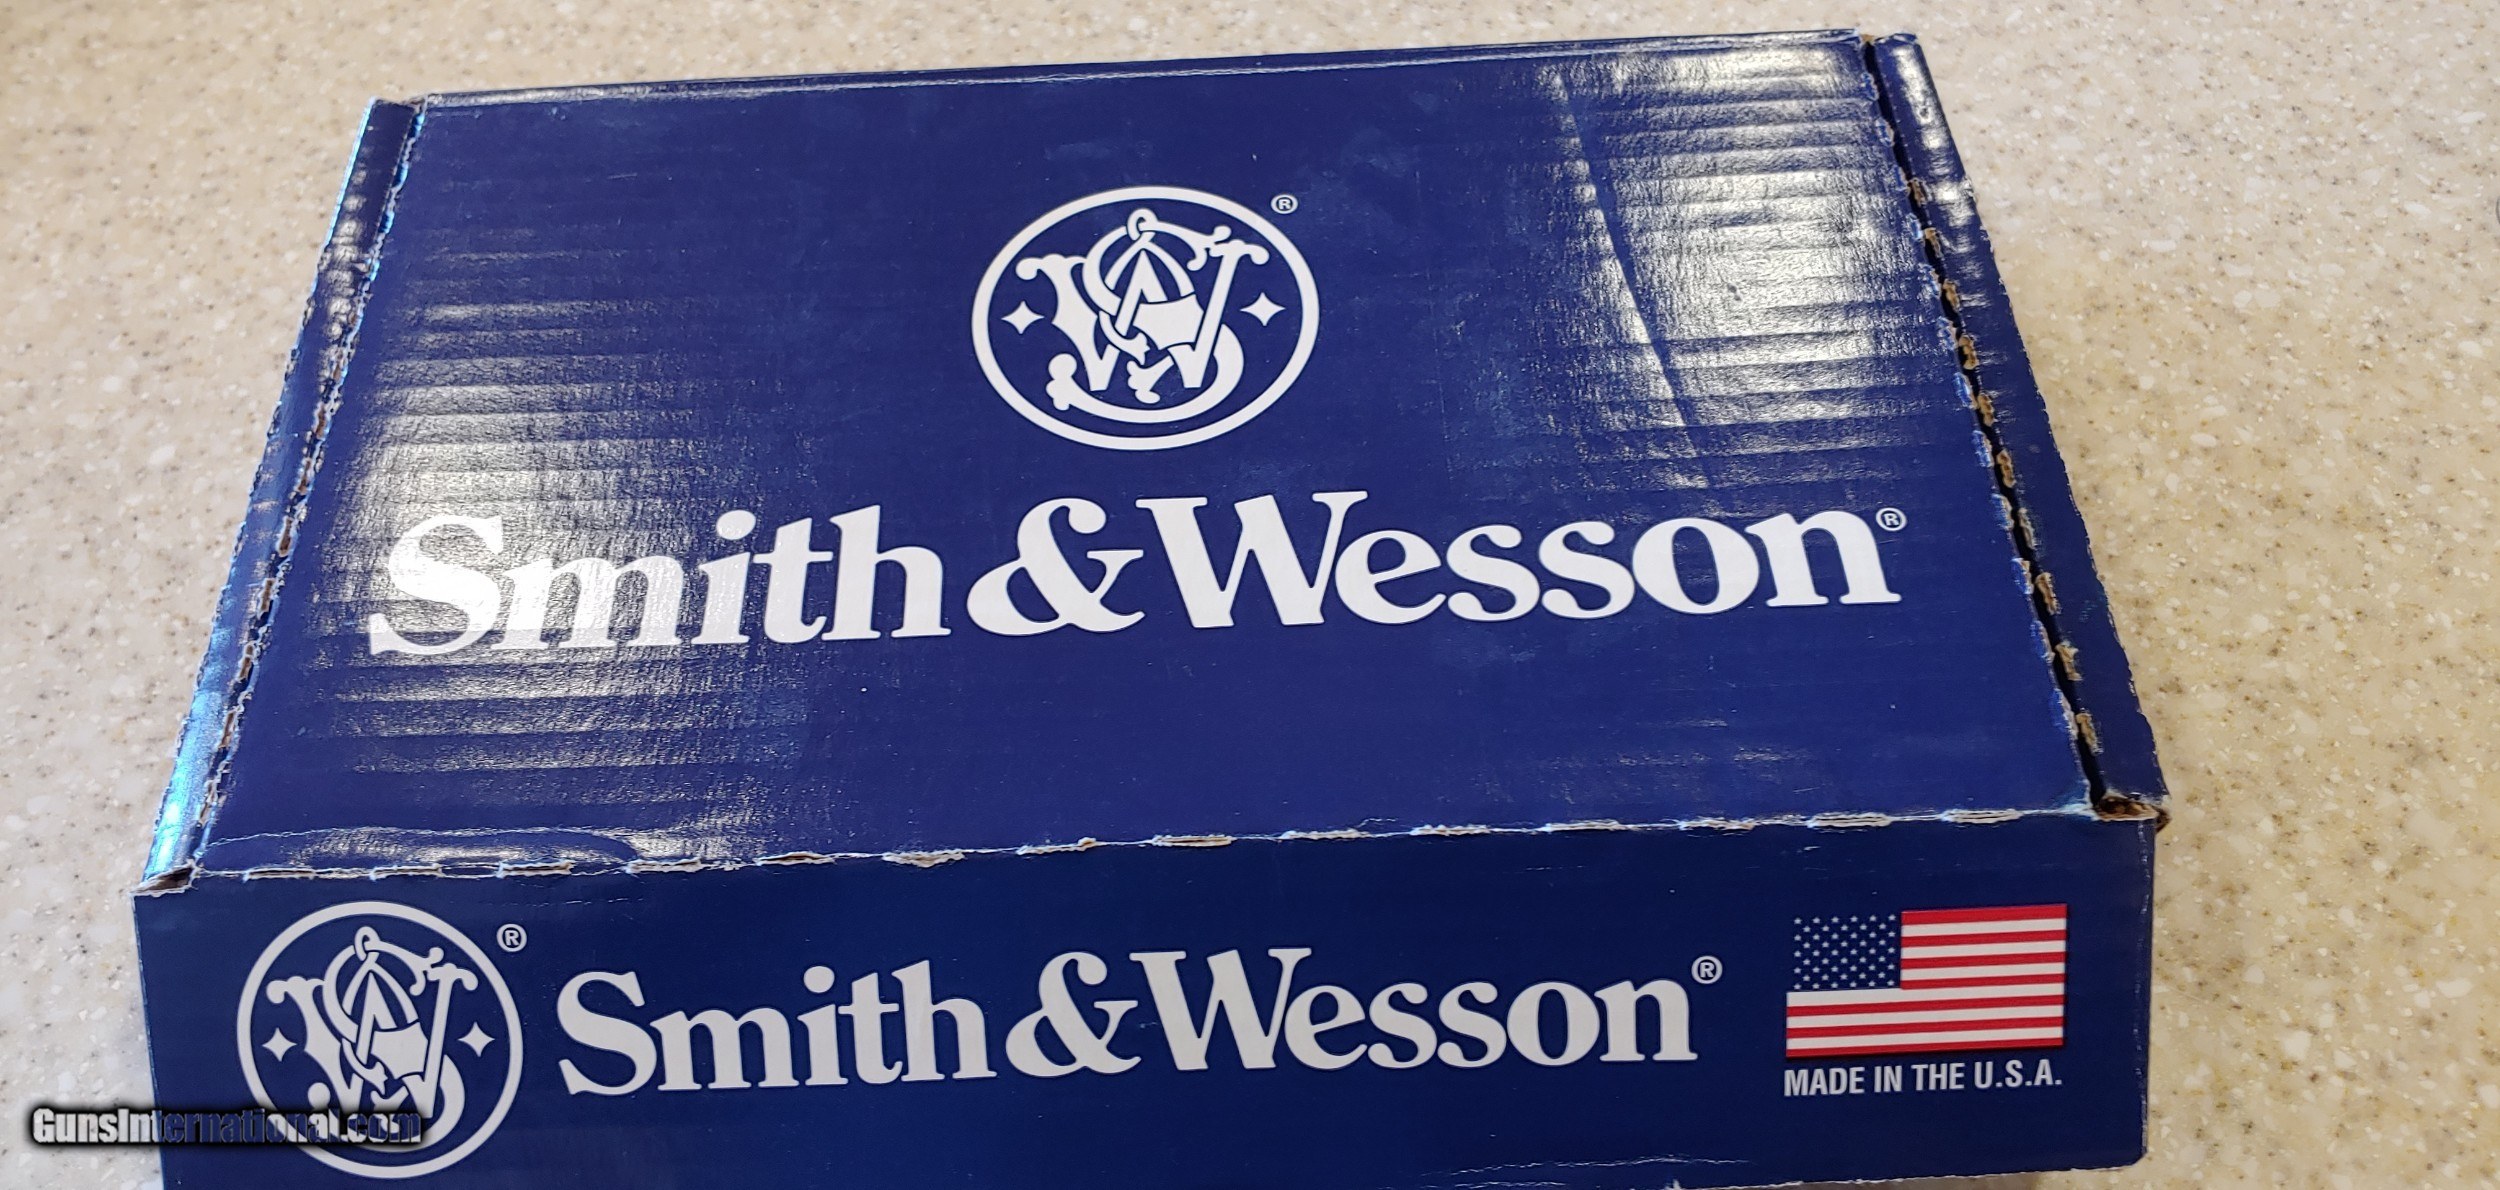 ®
Smith & Wesson®
®
Smith & Wesson®
MADE IN THE U.S.A.
GunsInternational.com